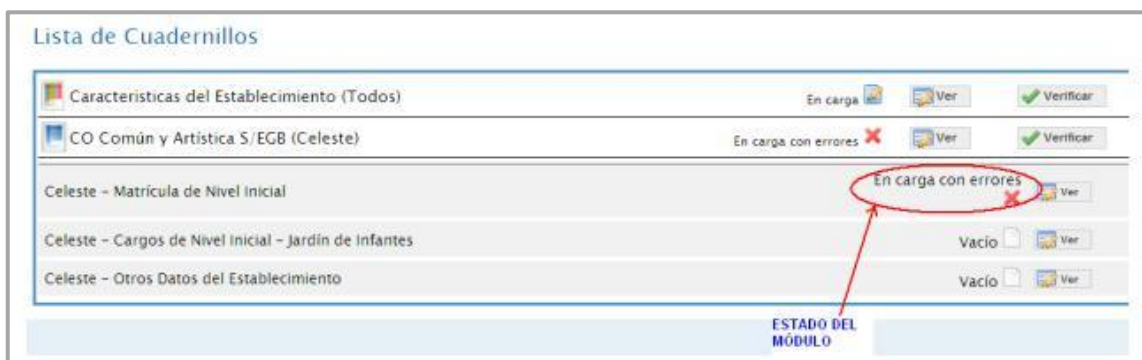 Lista de Cuadernillos
Caracteristicas del Establecimiento (Todos) En carga Ver Verificar
CO Común y Artística S/EGB (Celeste) En carga con errores Ver Verificar
Celeste - Matrícula de Nivel Inicial En carga con errores Ver
Celeste - Cargos de Nivel Inicial - Jardín de Infantes Vacío Ver
Celeste - Otros Datos del Establecimiento Vacío Ver
ESTADO DEL
MÓDULO